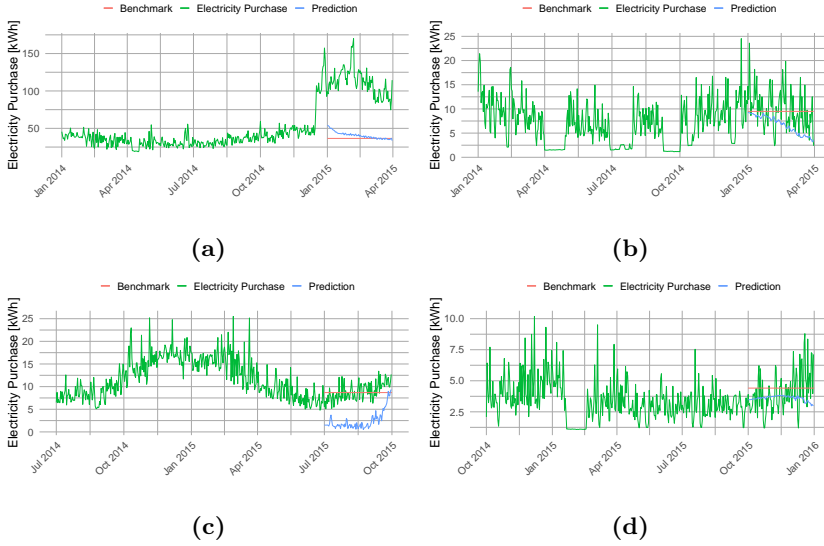 Benchmark Electricity Purchase Prediction
Electricity Purchase [kWh]
150
100
50
Jan 2014
Apr 2014
Jul 2014
Oct 2014
Jan 2015
Apr 2015
(a)
Benchmark Electricity Purchase Prediction
Electricity Purchase [kWh]
25
20
15
10
5
0
Jan 2014
Apr 2014
Jul 2014
Oct 2014
Jan 2015
Apr 2015
(b)
Benchmark Electricity Purchase Prediction
Electricity Purchase [kWh]
25
20
15
10
5
0
Jul 2014
Oct 2014
Jan 2015
Apr 2015
Jul 2015
Oct 2015
(c)
Benchmark Electricity Purchase Prediction
Electricity Purchase [kWh]
10.0
7.5
5.0
2.5
Oct 2014
Jan 2015
Apr 2015
Jul 2015
Oct 2015
Jan 2016
(d)